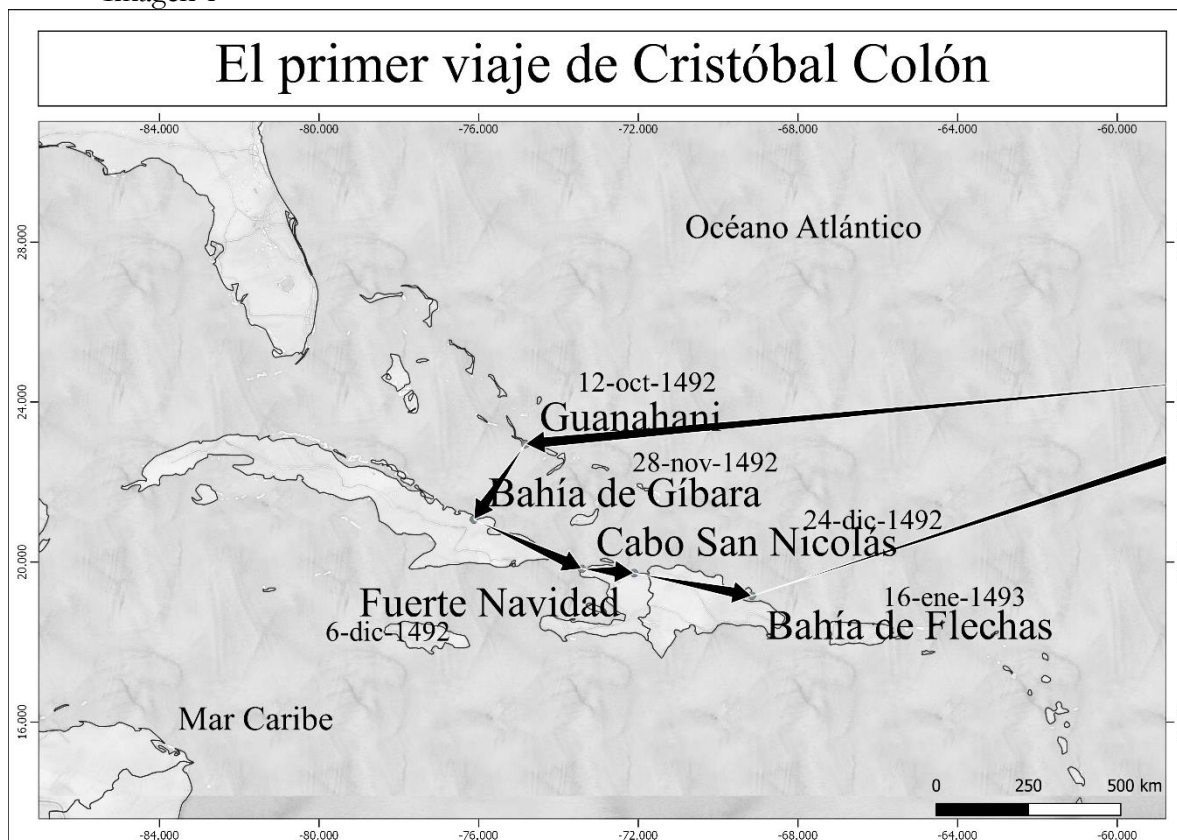 El primer viaje de Cristóbal Colón
-84.000 -80.000 -76.000 -72.000 -68.000 -64.000 -60.000
28.000
Océano Atlántico
24.000
12-oct-1492
Guanahani
28-nov-1492
Bahía de Gíbara
24-dic-1492
Cabo San Nicolás
20.000
Fuerte Navidad
6-dic-1492
16-ene-1493
Bahía de Flechas
16.000
Mar Caribe
0 250 500 km
-84.000 -80.000 -76.000 -72.000 -68.000 -64.000 -60.000